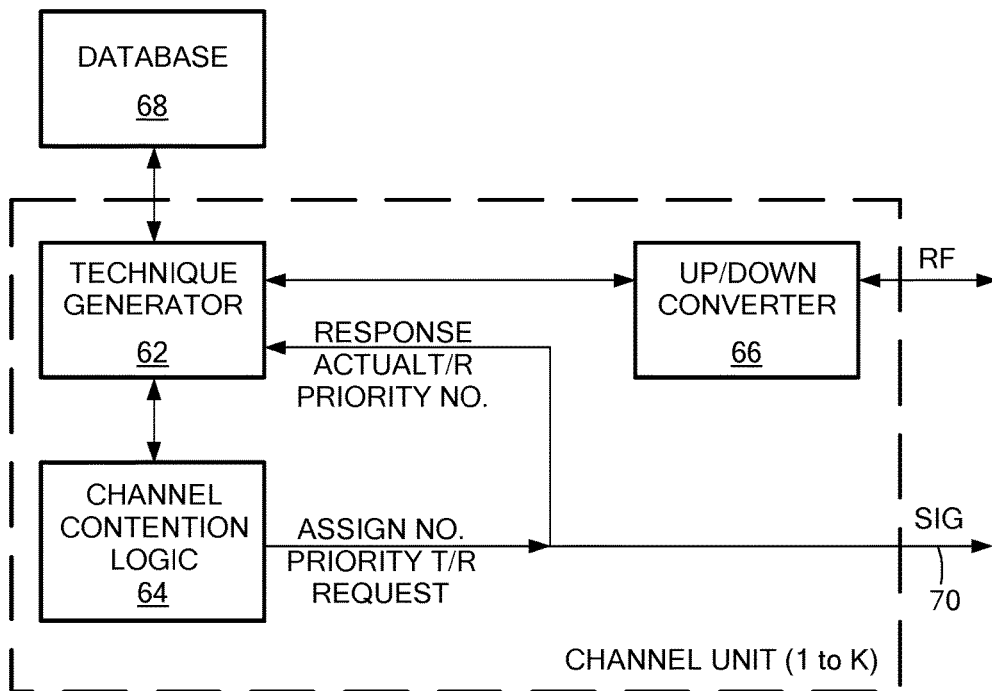 DATABASE
68
TECHNIQUE
GENERATOR
62
UP/DOWN
CONVERTER
66
RF
RESPONSE
ACTUALT/R
PRIORITY NO.
CHANNEL
CONTENTION
LOGIC
64
ASSIGN NO.
PRIORITY T/R
REQUEST
SIG
70
CHANNEL UNIT (1 to K)